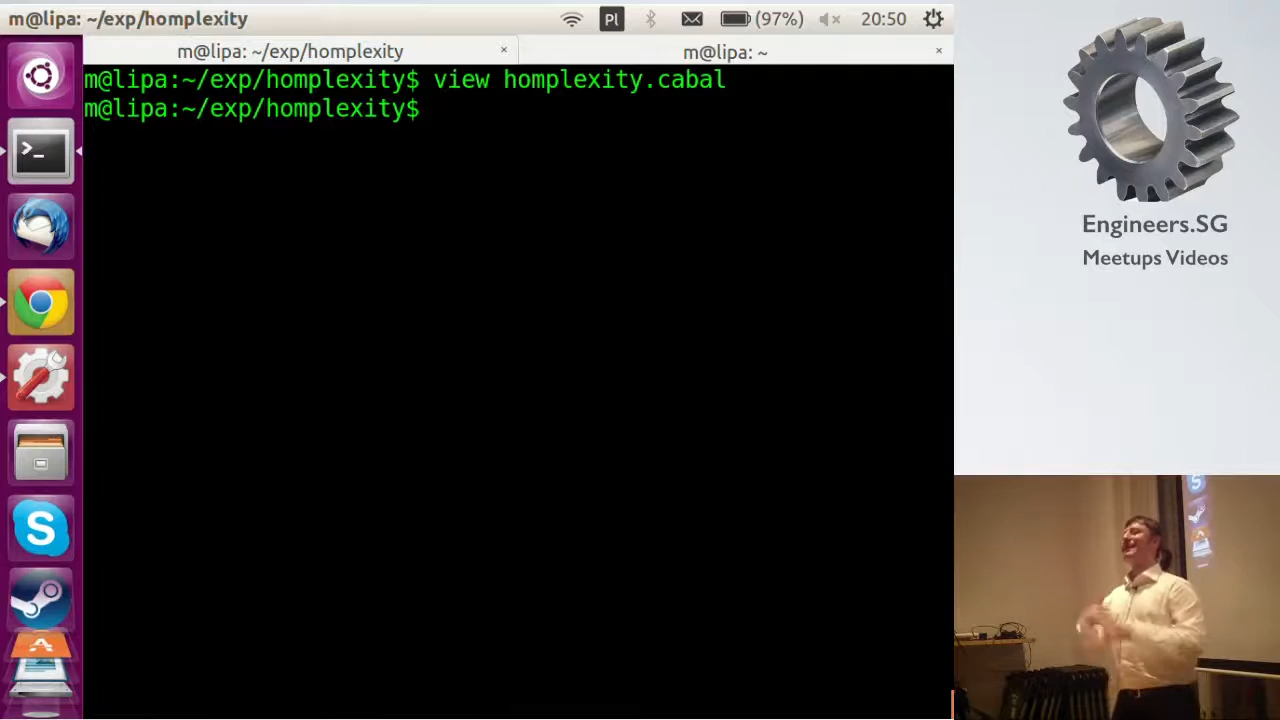 m@lipa: ~/exp/homplexity
Pl
(97%)
20:50
m@lipa: ~/exp/homplexity ×
m@lipa: ~ ×
m@lipa:~/exp/homplexity$ view homplexity.cabal
m@lipa:~/exp/homplexity$
>_
S
Engineers.SG
Meetups Videos
S